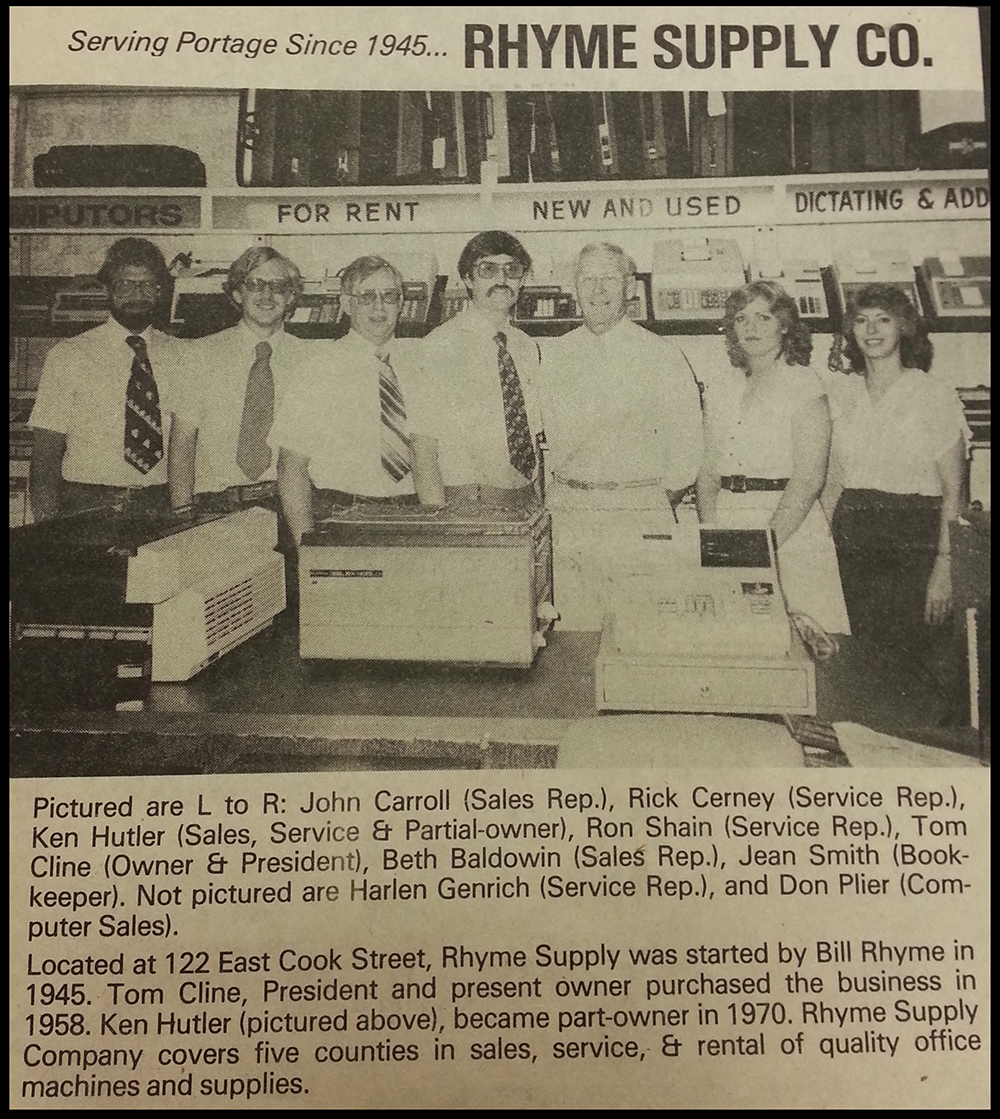 Serving Portage Since 1945... RHYME SUPPLY CO.
PUTORS FOR RENT NEW AND USED DICTATING & ADD
Pictured are L to R: John Carroll (Sales Rep.), Rick Cerney (Service Rep.),
Ken Hutler (Sales, Service & Partial-owner), Ron Shain (Service Rep.), Tom
Cline (Owner & President), Beth Baldowin (Sales Rep.), Jean Smith (Book-
keeper). Not pictured are Harlen Genrich (Service Rep.), and Don Plier (Com-
puter Sales).
Located at 122 East Cook Street, Rhyme Supply was started by Bill Rhyme in
1945. Tom Cline, President and present owner purchased the business in
1958. Ken Hutler (pictured above), became part-owner in 1970. Rhyme Supply
Company covers five counties in sales, service, & rental of quality office
machines and supplies.